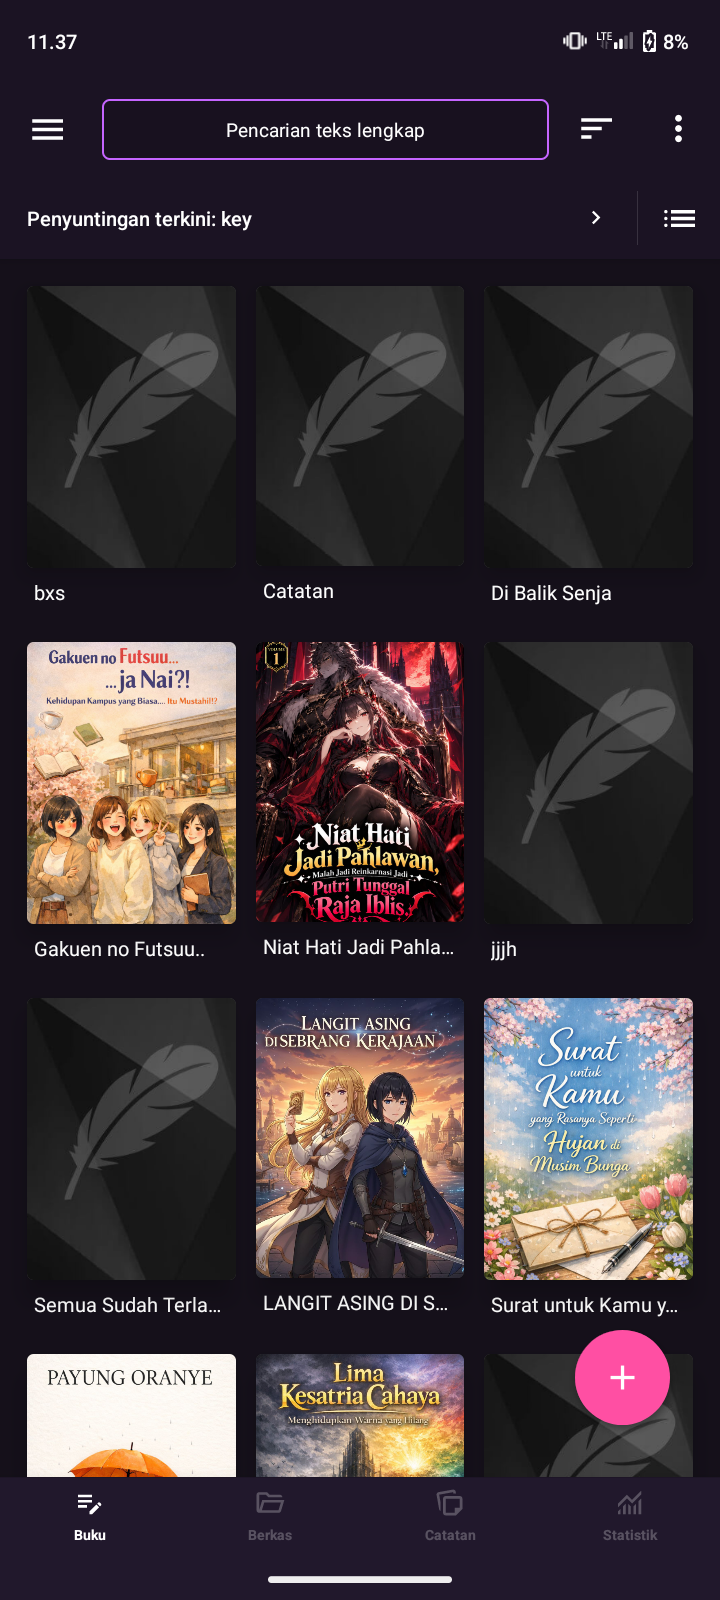 11.37
LTE
8%
Pencarian teks lengkap
Penyuntingan terkini: key
bxs
Catatan
Di Balik Senja
Gakuen no Futsuu...
...ja Nai?!
Kehidupan Kampus yang Biasa.... Itu Mustahil!?
VOLUME
1
Niat Hati
Jadi Pahlawan,
Malah Jadi Reinkarnasi Jadi
Putri Tunggal
Raja Iblis.
Gakuen no Futsuu..
Niat Hati Jadi Pahla...
jjjh
LANGIT ASING
DI SEBRANG KERAJAAN
Surat
untuk
Kamu
yang Rasanya Seperti
Hujan di
Musim Bunga
Semua Sudah Terla...
LANGIT ASING DI S...
Surat untuk Kamu y...
PAYUNG ORANYE
Lima
Kesatria Cahaya
Menghidupkan Warna yang Hilang
Buku
Berkas
Catatan
Statistik